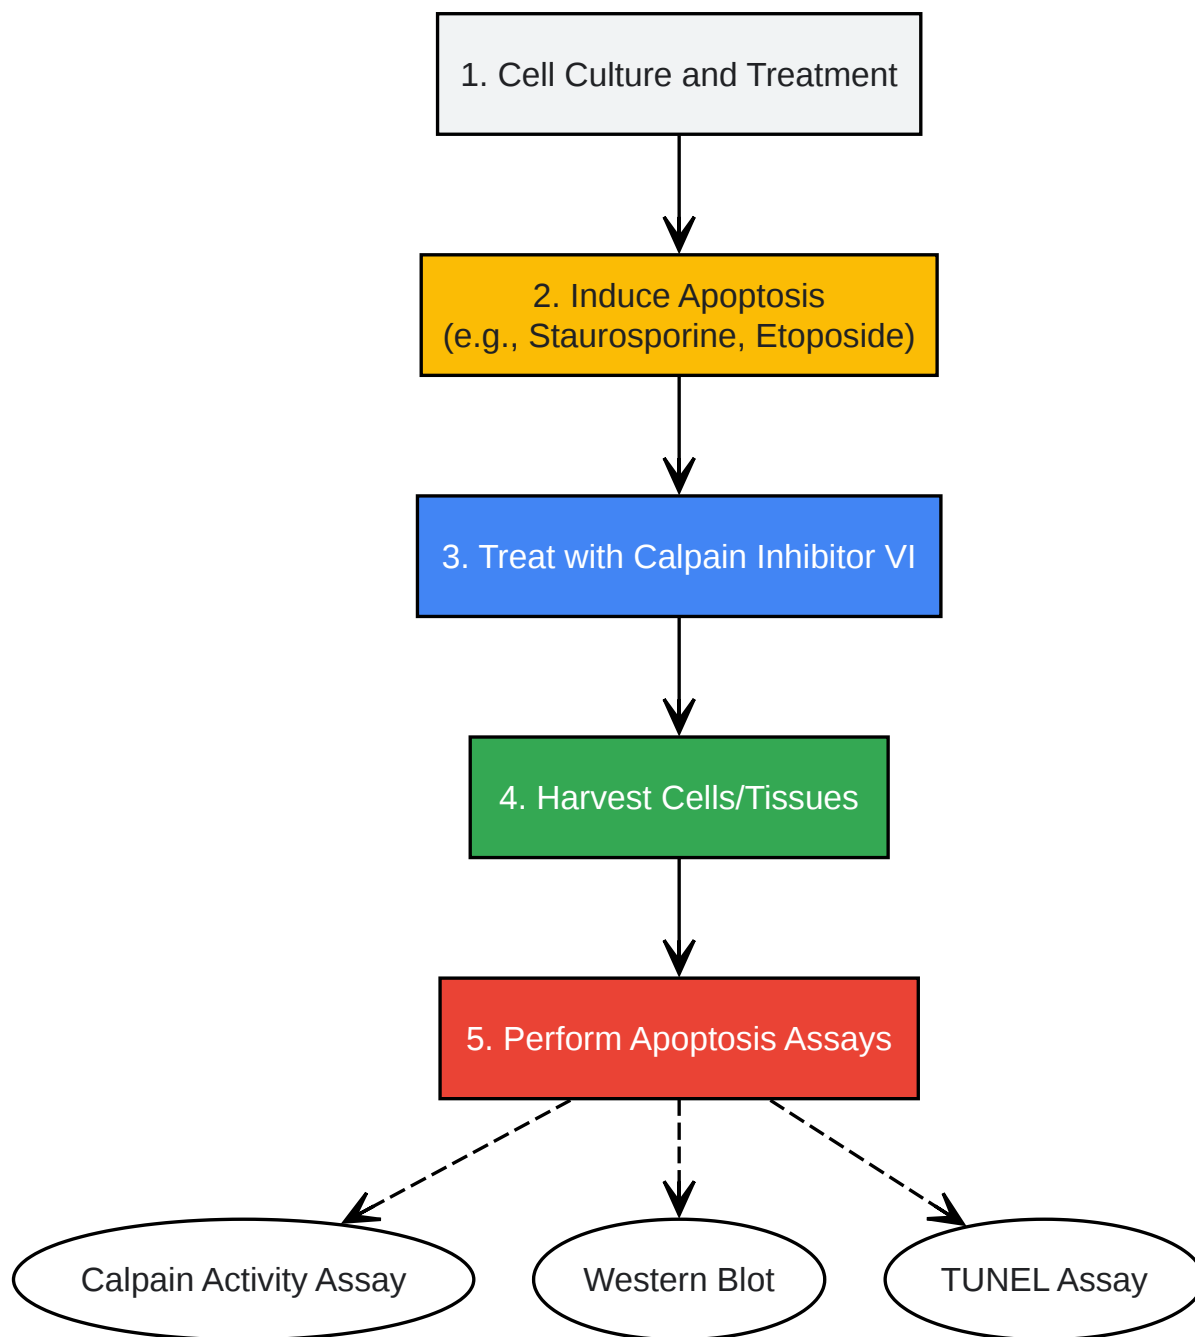 1. Cell Culture and Treatment
2. Induce Apoptosis
(e.g., Staurosporine, Etoposide)
3. Treat with Calpain Inhibitor VI
4. Harvest Cells/Tissues
5. Perform Apoptosis Assays
Calpain Activity Assay
Western Blot
TUNEL Assay